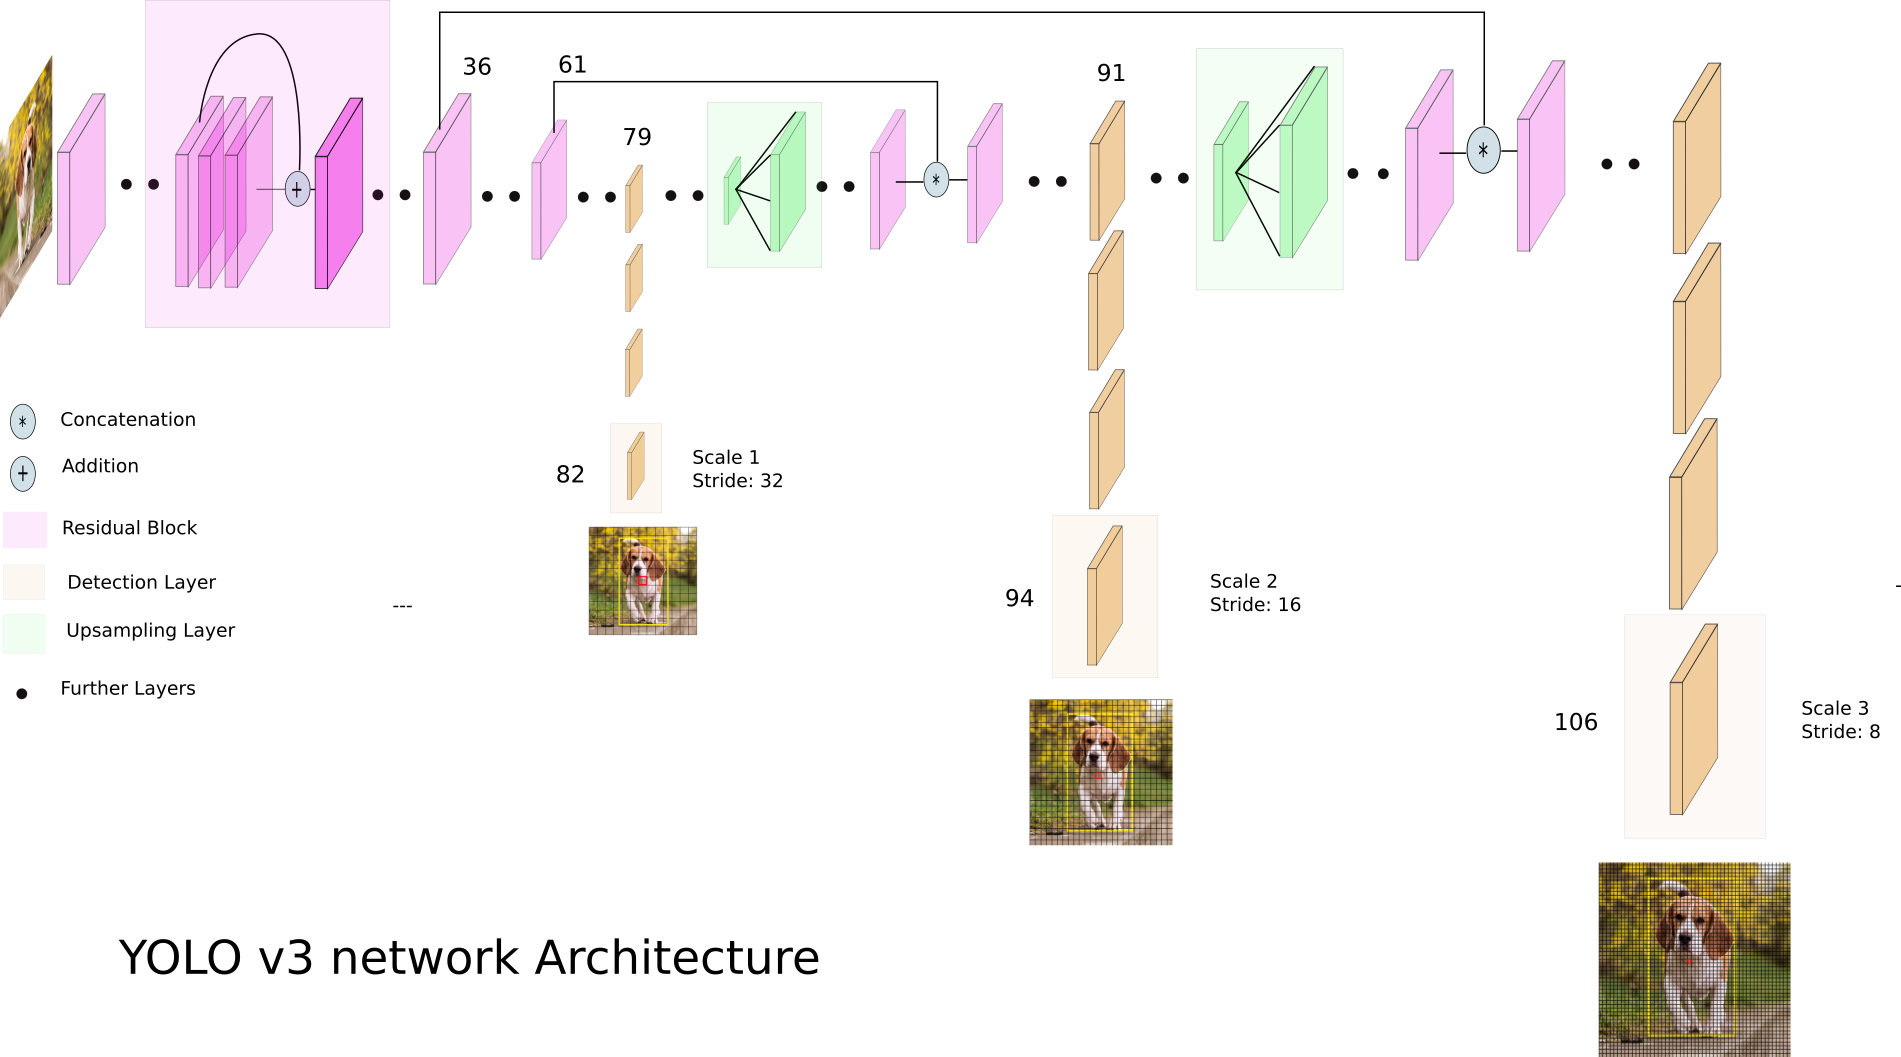 36
61
91
79
+
*
*
* Concatenation
+ Addition
Residual Block
Detection Layer
Upsampling Layer
Further Layers
---
82
Scale 1
Stride: 32
94
Scale 2
Stride: 16
106
Scale 3
Stride: 8
YOLO v3 network Architecture